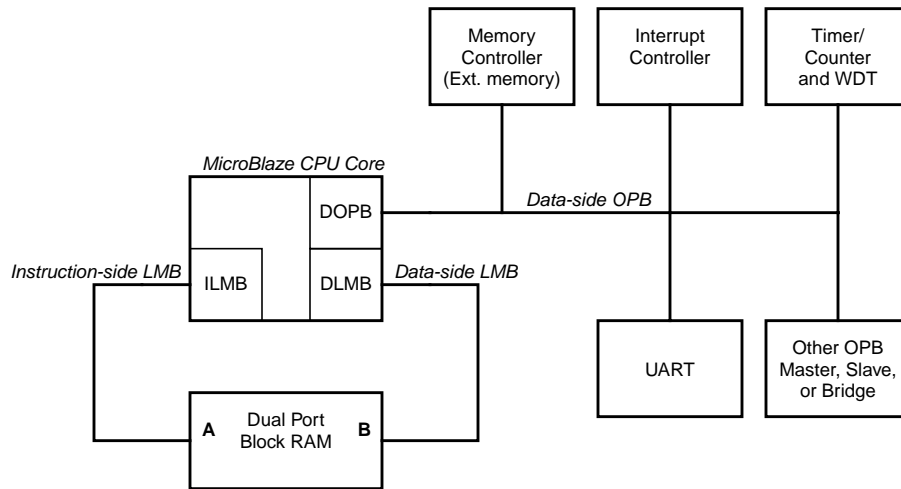 Memory
Controller
(Ext. memory)
Interrupt
Controller
Timer/
Counter
and WDT
MicroBlaze CPU Core
DOPB
Data-side OPB
Instruction-side LMB
ILMB
DLMB
Data-side LMB
UART
Other OPB
Master, Slave,
or Bridge
A
Dual Port
Block RAM
B